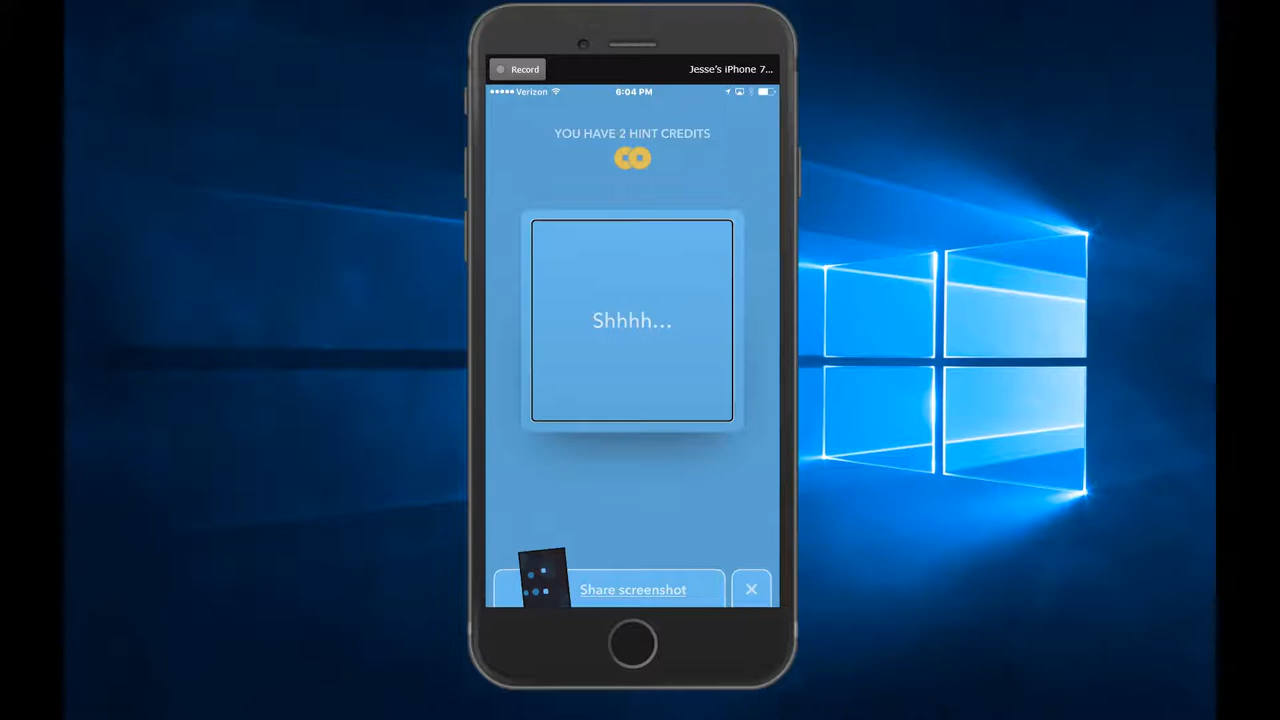 Record
Jesse's iPhone 7...
Verizon
6:04 PM
YOU HAVE 2 HINT CREDITS
Shhhh...
Share screenshot